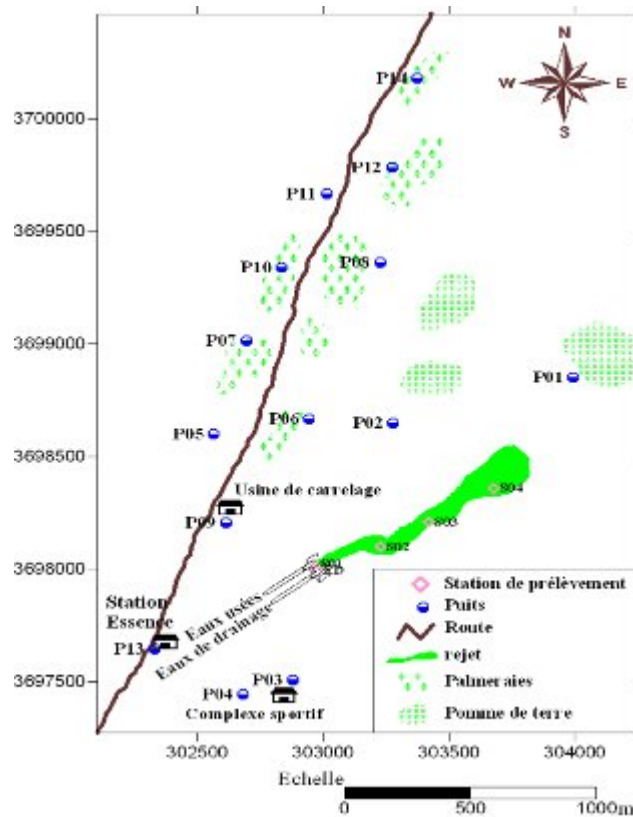 N
W E
S
P14
3700000
P12
P11
3699500
P10
P08
3699000
P07
P01
P06
P02
3698500
P05
S04
Usine de carrelage
P09
S03
S02
3698000
Station de prélèvement
Station
Essence
Eaux usées
Eaux de drainage
Puits
Route
P13
rejet
3697500
P03
P04
Palmeraies
Complexe sportif
Pomme de terre
302500 303000 303500 304000
Echelle
0 500 1000m